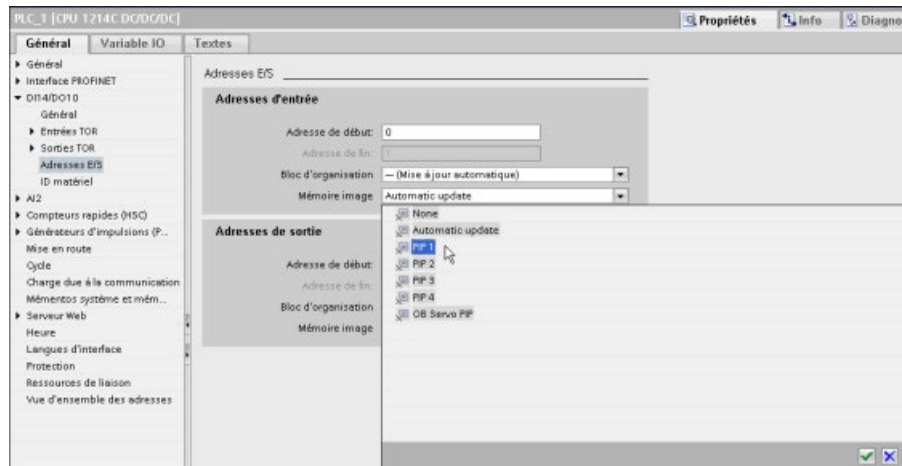 PLC_1 [CPU 1214C DC/DC/DC]
Propriétés
Info
Diagno
Général
Variable IO
Textes
Général
Interface PROFINET
DI14/DO10
Général
Entrées TOR
Sorties TOR
Adresses E/S
ID matériel
AI2
Compteurs rapides (HSC)
Générateurs d'impulsions (P...
Mise en route
Cycle
Charge due à la communication
Mémentos système et mém...
Serveur Web
Heure
Langues d'interface
Protection
Ressources de liaison
Vue d'ensemble des adresses
Adresses E/S
Adresses d'entrée
Adresse de début: 0
Adresse de fin: 1
Bloc d'organisation --- (Mise à jour automatique)
Mémoire image Automatic update
None
Automatic update
PIP 1
PIP 2
PIP 3
PIP 4
OB Servo PIP
Adresses de sortie
Adresse de début:
Adresse de fin:
Bloc d'organisation
Mémoire image